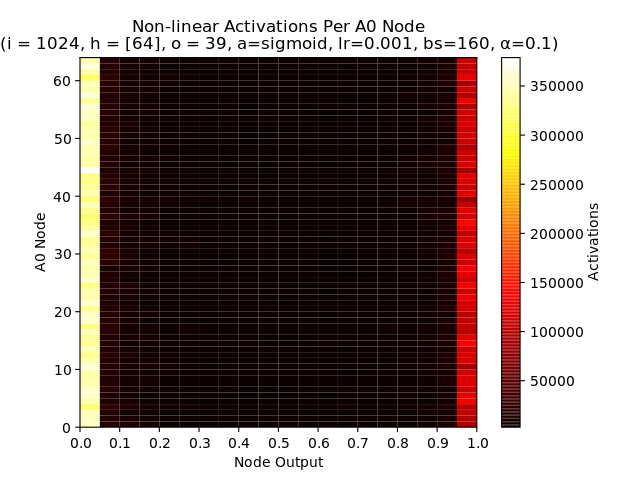 Non-linear Activations Per A0 Node
(i = 1024, h = [64], o = 39, a=sigmoid, lr=0.001, bs=160, α=0.1)
60
50
40
30
20
10
0
A0 Node
0.0 0.1 0.2 0.3 0.4 0.5 0.6 0.7 0.8 0.9 1.0
Node Output
350000
300000
250000
200000
150000
100000
50000
Activations